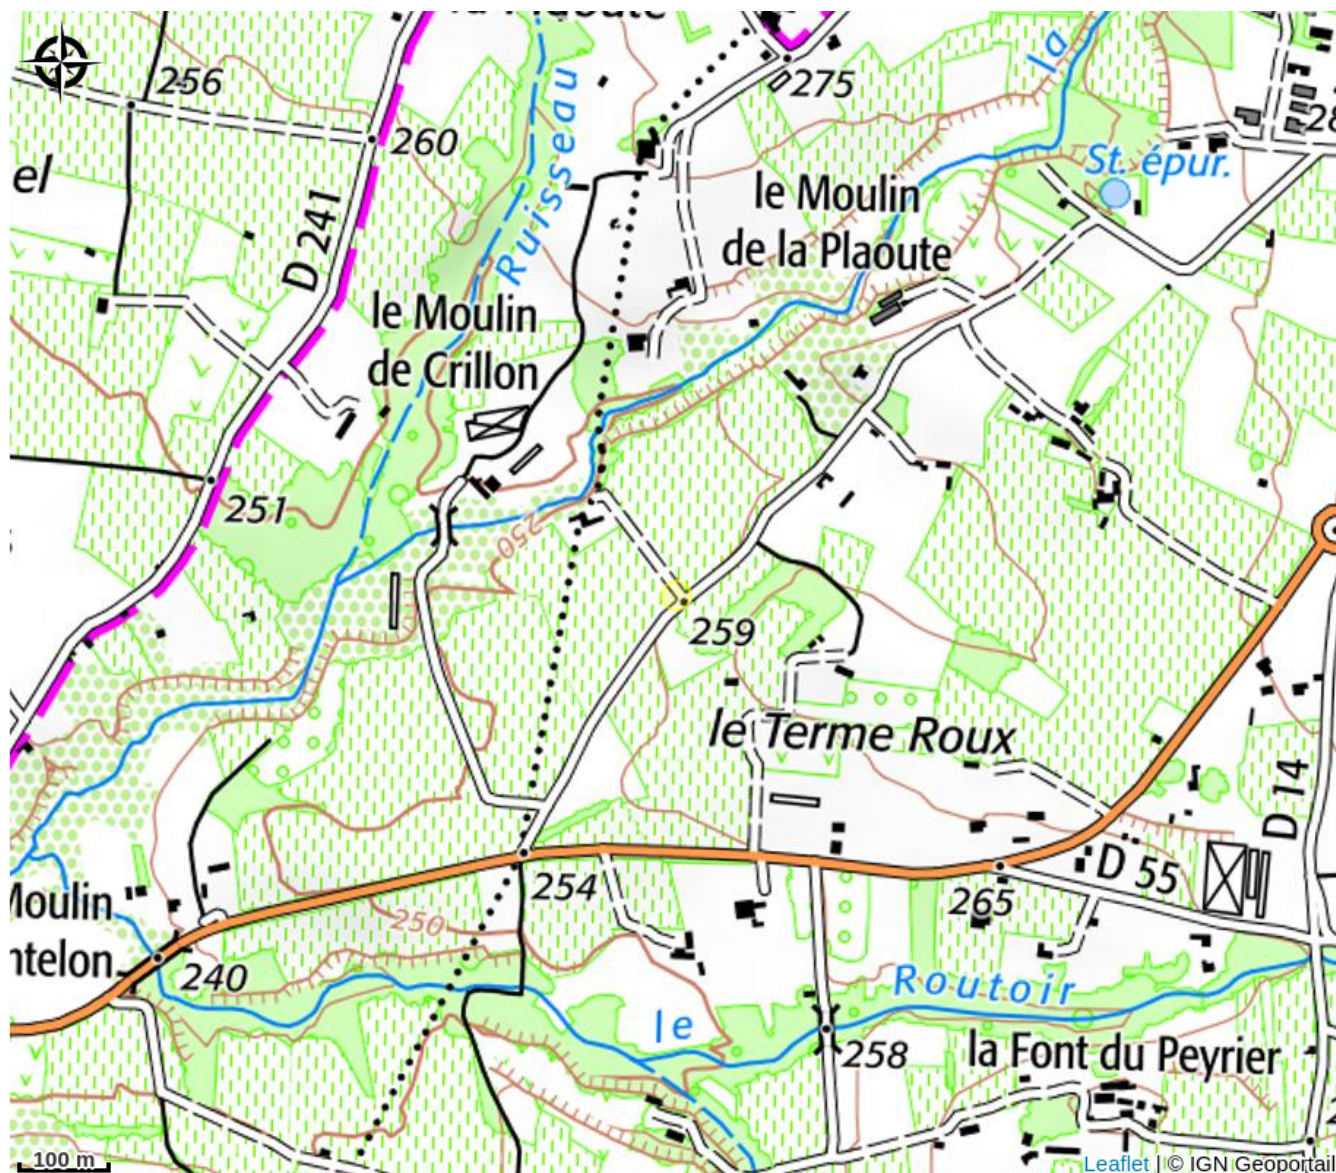 256
275
la
260
Ruisseau
el
St. épur.
le Moulin
de la Plaoute
D 241
le Moulin
de Crillon
251
250
259
le Terme Roux
D 14
254
D 55
265
Moulin
250
240
Routoir
le
258
la Font du Peyrier
100 m
Leaflet | © IGN Geoportail